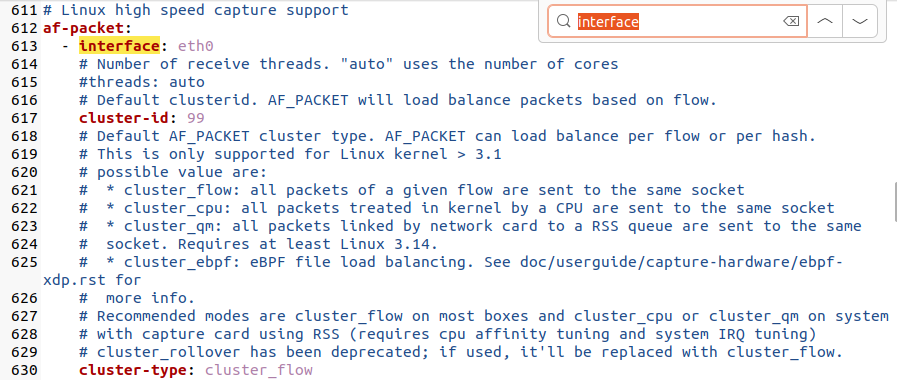 611 # Linux high speed capture support
interface
612 af-packet:
613   - interface: eth0
614     # Number of receive threads. "auto" uses the number of cores
615     #threads: auto
616     # Default clusterid. AF_PACKET will load balance packets based on flow.
617     cluster-id: 99
618     # Default AF_PACKET cluster type. AF_PACKET can load balance per flow or per hash.
619     # This is only supported for Linux kernel > 3.1
620     # possible value are:
621     #  * cluster_flow: all packets of a given flow are sent to the same socket
622     #  * cluster_cpu: all packets treated in kernel by a CPU are sent to the same socket
623     #  * cluster_qm: all packets linked by network card to a RSS queue are sent to the same
624     #  socket. Requires at least Linux 3.14.
625     #  * cluster_ebpf: eBPF file load balancing. See doc/userguide/capture-hardware/ebpf-
xdp.rst for
626     #  more info.
627     # Recommended modes are cluster_flow on most boxes and cluster_cpu or cluster_qm on system
628     # with capture card using RSS (requires cpu affinity tuning and system IRQ tuning)
629     # cluster_rollover has been deprecated; if used, it'll be replaced with cluster_flow.
630     cluster-type: cluster_flow